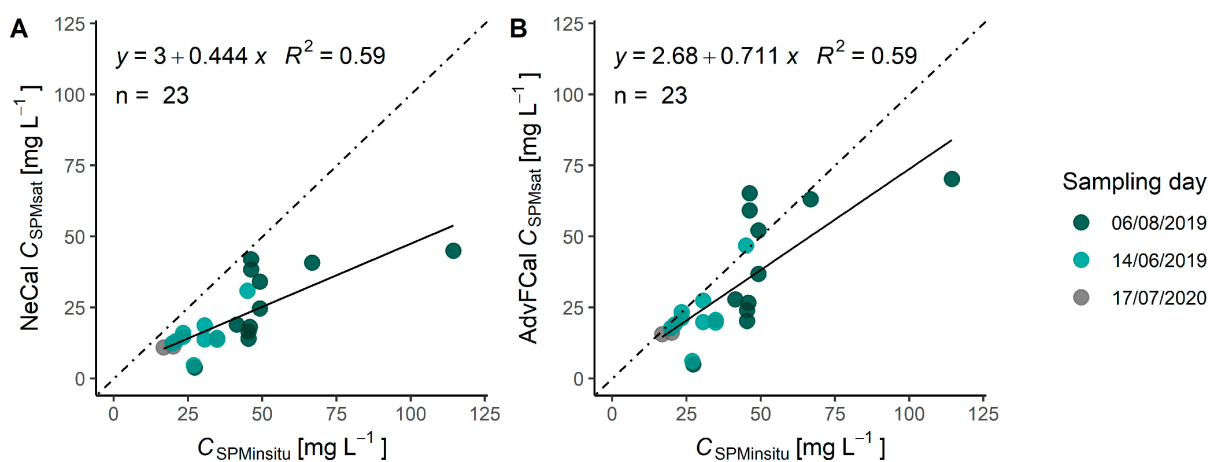 A
y = 3 + 0.444 x R² = 0.59
n = 23
125
100
75
50
25
0
NeCal C_SPMsat [mg L⁻¹]
0 25 50 75 100 125
C_SPMinsitu [mg L⁻¹]
B
y = 2.68 + 0.711 x R² = 0.59
n = 23
125
100
75
50
25
0
AdvFCal C_SPMsat [mg L⁻¹]
0 25 50 75 100 125
C_SPMinsitu [mg L⁻¹]
Sampling day
06/08/2019
14/06/2019
17/07/2020